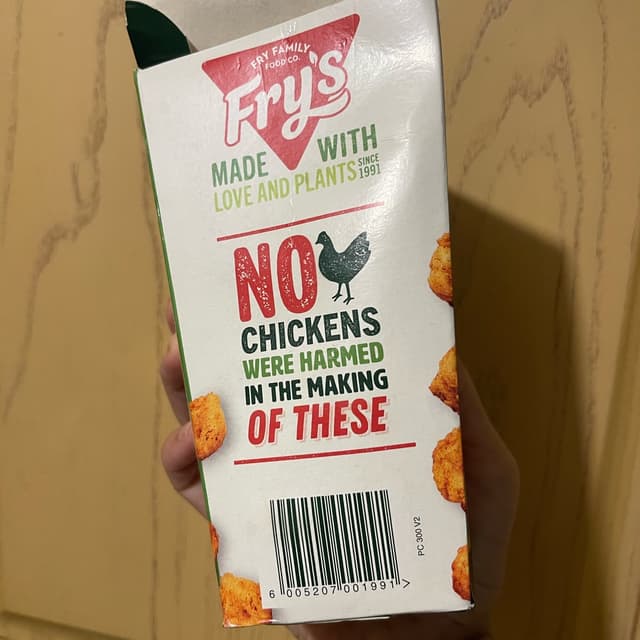 FRY FAMILY
FOOD CO.
Fry's
MADE WITH
LOVE AND PLANTS SINCE 1991
NO
CHICKENS
WERE HARMED
IN THE MAKING
OF THESE
PC 300 V2
6 005207 001991 >